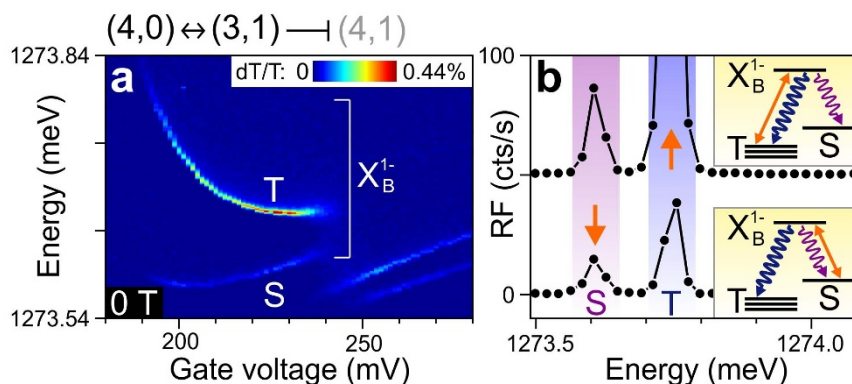 (4,0) ↔ (3,1) ⊣ (4,1)
a
dT/T: 0 0.44%
1273.84
Energy (meV)
1273.54
T
S
X_B^1-
0 T
200 250
Gate voltage (mV)
b
100
RF (cts/s)
0
S T
1273.5 1274.0
Energy (meV)
X_B^1-
T S
X_B^1-
T S